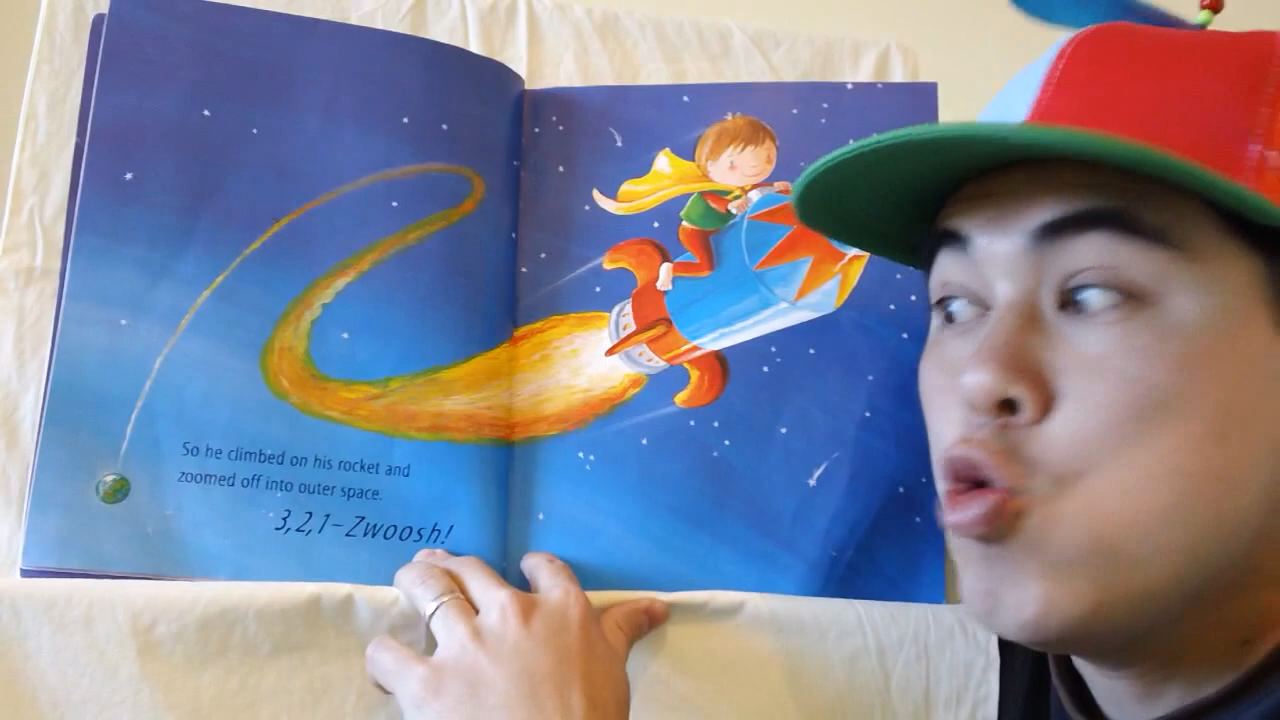 So he climbed on his rocket and
zoomed off into outer space.
3,2,1–Zwoosh!